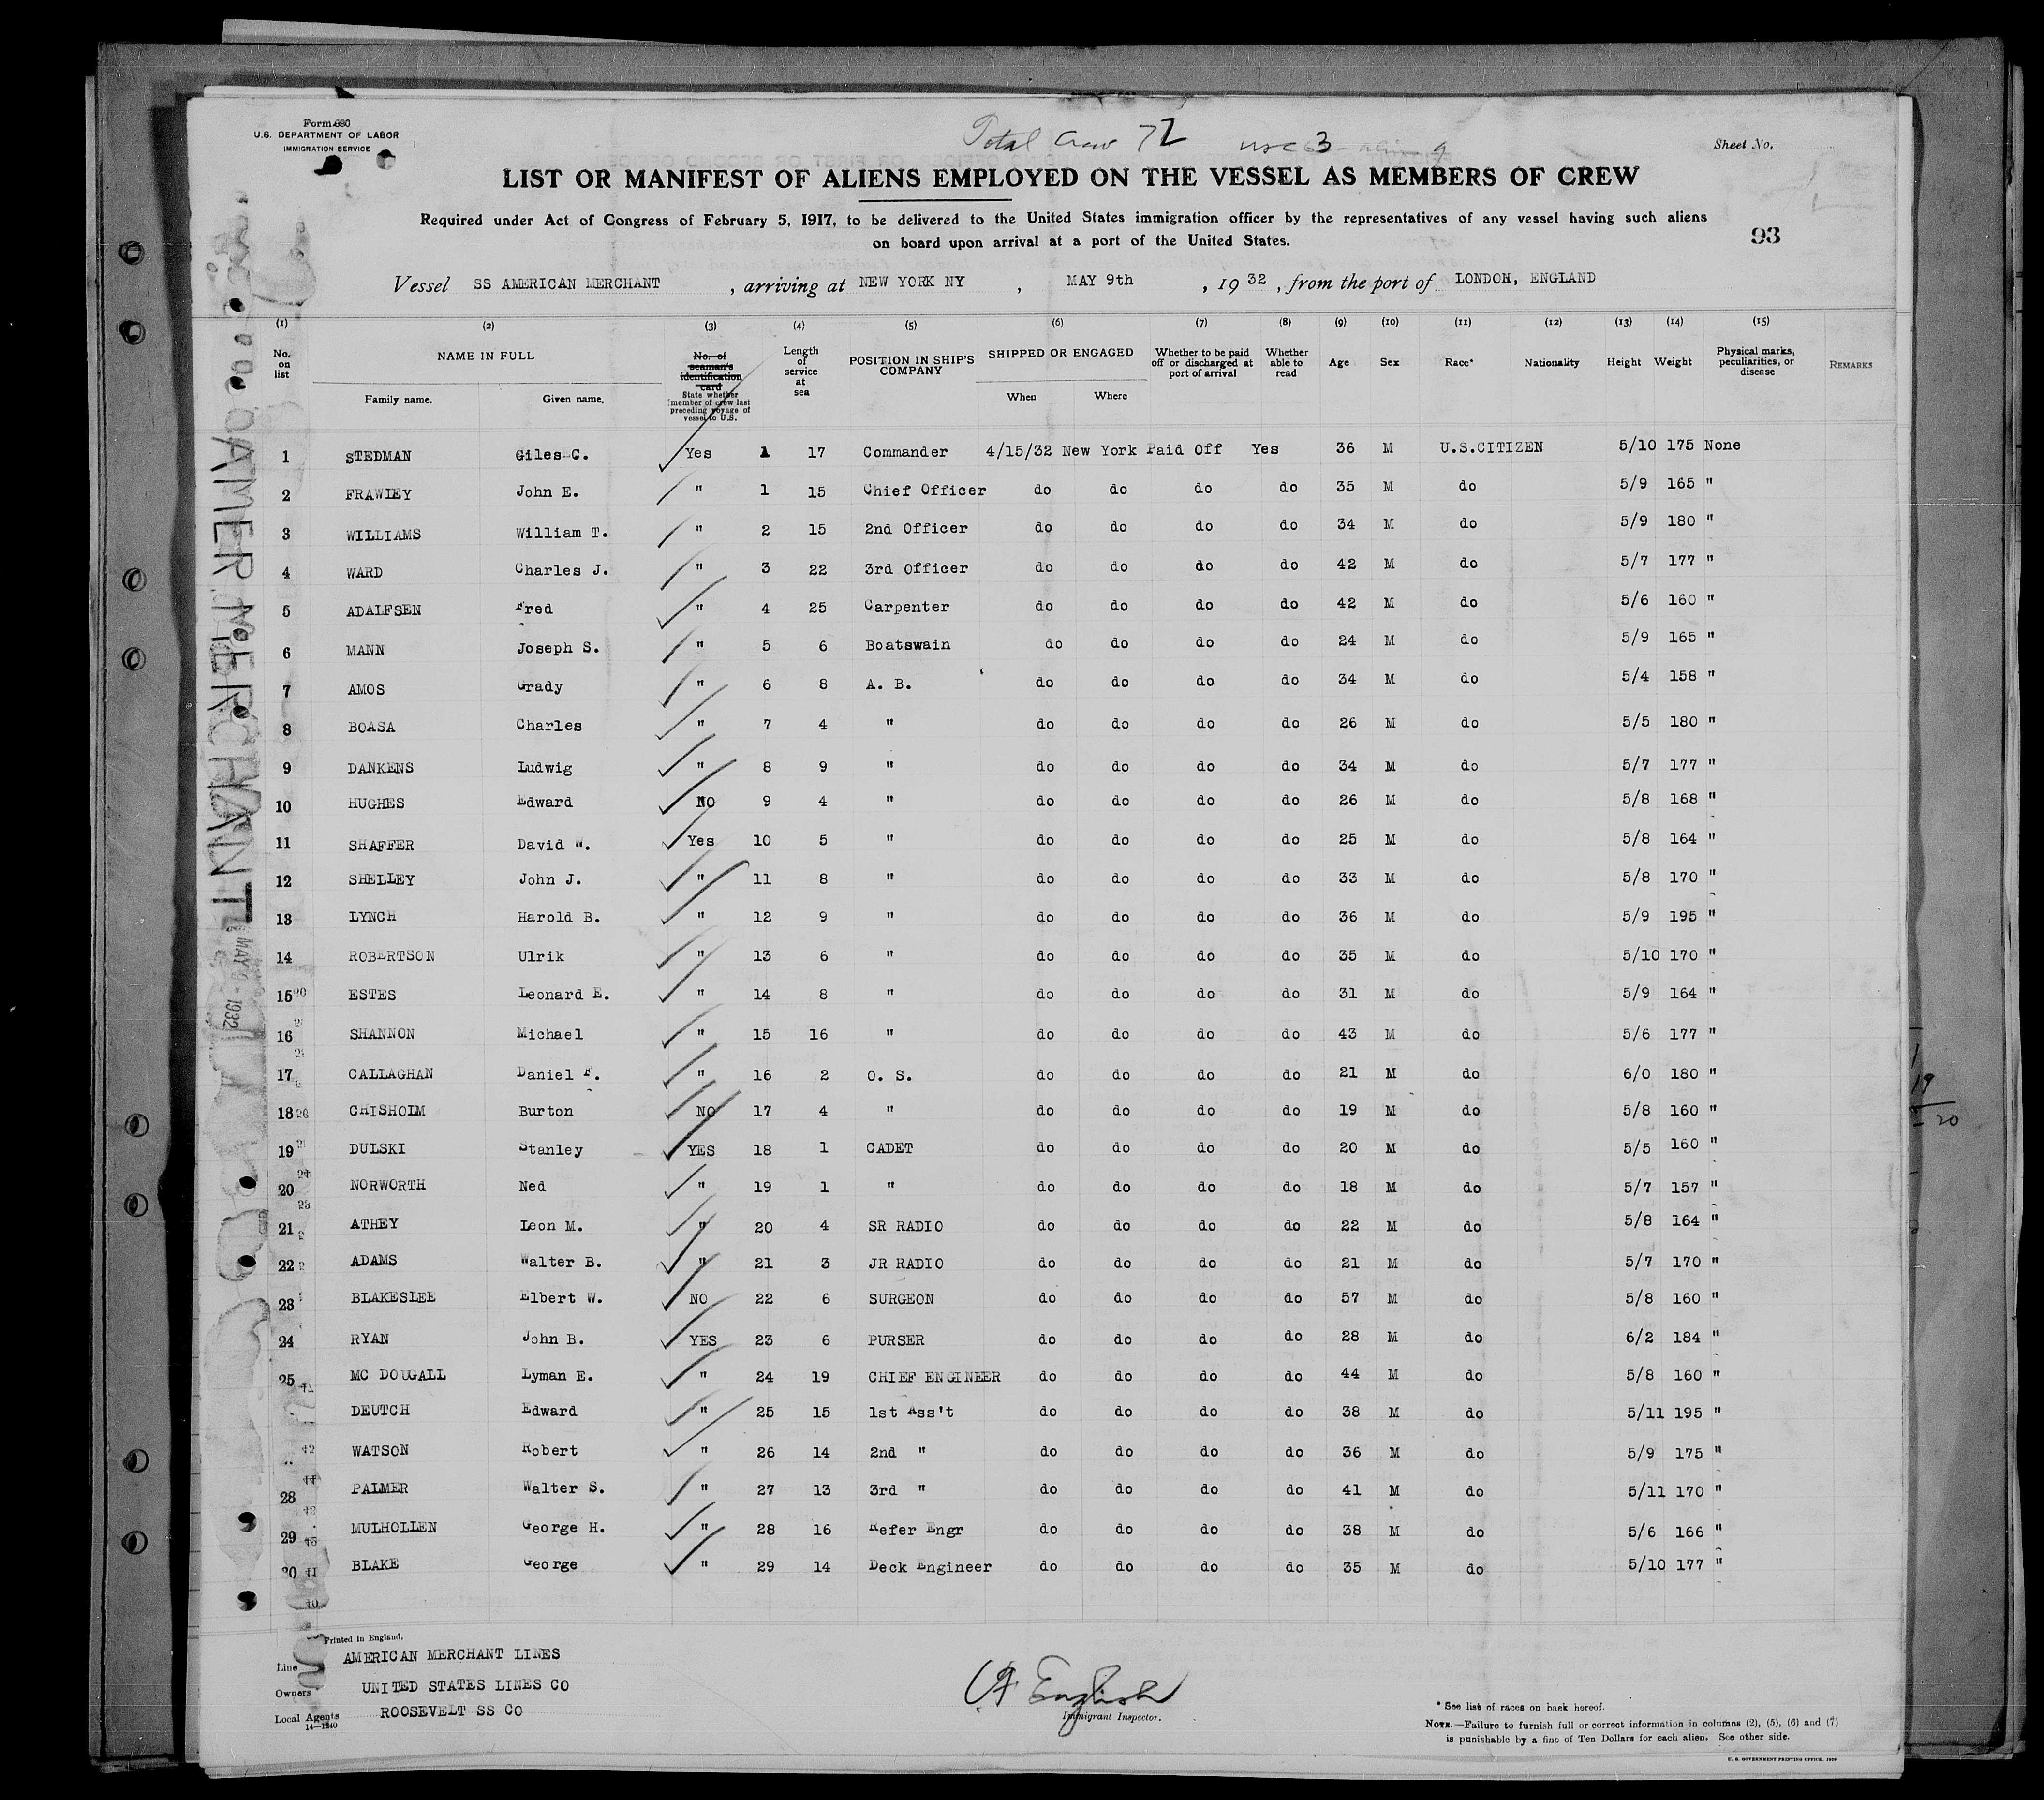 Form 680
U.S. DEPARTMENT OF LABOR
IMMIGRATION SERVICE
Total Crew 72
Sheet No.
LIST OR MANIFEST OF ALIENS EMPLOYED ON THE VESSEL AS MEMBERS OF CREW
Required under Act of Congress of February 5, 1917, to be delivered to the United States immigration officer by the representatives of any vessel having such aliens
on board upon arrival at a port of the United States.
93
Vessel SS AMERICAN MERCHANT, arriving at NEW YORK NY, MAY 9th, 1932, from the port of LONDON, ENGLAND
(1) (2) (3) (4) (5) (6) (7) (8) (9) (10) (11) (12) (13) (14) (15)
No. on list NAME IN FULL Family name. Given name. No. of seaman's identification card State whether member of crew last preceding voyage of vessel to U.S. Length of service at sea POSITION IN SHIP'S COMPANY SHIPPED OR ENGAGED When Where Whether to be paid off or discharged at port of arrival Whether able to read Age Sex Race* Nationality Height Weight Physical marks, peculiarities, or disease REMARKS
1 STEDMAN Giles C. Yes 1 17 Commander 4/15/32 New York Paid Off Yes 36 M U.S.CITIZEN 5/10 175 None
2 FRAWLEY John E. " 1 15 Chief Officer do do do do 35 M do 5/9 165 "
3 WILLIAMS William T. " 2 15 2nd Officer do do do do 34 M do 5/9 180 "
4 WARD Charles J. " 3 22 3rd Officer do do do do 42 M do 5/7 177 "
5 ADALFSEN Fred " 4 25 Carpenter do do do do 42 M do 5/6 160 "
6 MANN Joseph S. " 5 6 Boatswain do do do do 24 M do 5/9 165 "
7 AMOS Grady " 6 8 A. B. do do do do 34 M do 5/4 158 "
8 BOASA Charles " 7 4 " do do do do 26 M do 5/5 180 "
9 DANKENS Ludwig " 8 9 " do do do do 34 M do 5/7 177 "
10 HUGHES Edward NO 9 4 " do do do do 26 M do 5/8 168 "
11 SHAFFER David W. Yes 10 5 " do do do do 25 M do 5/8 164 "
12 SHELLEY John J. " 11 8 " do do do do 33 M do 5/8 170 "
13 LYNCH Harold B. " 12 9 " do do do do 36 M do 5/9 195 "
14 ROBERTSON Ulrik " 13 6 " do do do do 35 M do 5/10 170 "
15 ESTES Leonard E. " 14 8 " do do do do 31 M do 5/9 164 "
16 SHANNON Michael " 15 16 " do do do do 43 M do 5/6 177 "
17 CALLAGHAN Daniel F. " 16 2 O. S. do do do do 21 M do 6/0 180 "
18 CHISHOLM Burton NO 17 4 " do do do do 19 M do 5/8 160 "
19 DULSKI Stanley YES 18 1 CADET do do do do 20 M do 5/5 160 "
20 NORWORTH Ned " 19 1 " do do do do 18 M do 5/7 157 "
21 ATHEY Leon M. " 20 4 SR RADIO do do do do 22 M do 5/8 164 "
22 ADAMS Walter B. " 21 3 JR RADIO do do do do 21 M do 5/7 170 "
23 BLAKESLEE Elbert W. NO 22 6 SURGEON do do do do 57 M do 5/8 160 "
24 RYAN John B. YES 23 6 PURSER do do do do 28 M do 6/2 184 "
25 MC DOUGALL Lyman E. " 24 19 CHIEF ENGINEER do do do do 44 M do 5/8 160 "
DEUTCH Edward " 25 15 1st Ass't do do do do 38 M do 5/11 195 "
WATSON Robert " 26 14 2nd " do do do do 36 M do 5/9 175 "
28 PALMER Walter S. " 27 13 3rd " do do do do 41 M do 5/11 170 "
29 MULHOLLEN George H. " 28 16 Refer Engr do do do do 38 M do 5/6 166 "
30 BLAKE George " 29 14 Deck Engineer do do do do 35 M do 5/10 177 "
AMER. MERCHANT
MAY 1932
19
20
Printed in England.
Line AMERICAN MERCHANT LINES
Owners UNITED STATES LINES CO
Local Agents ROOSEVELT SS CO
14—1240
English
Immigrant Inspector.
* See list of races on back hereof.
NOTE.—Failure to furnish full or correct information in columns (2), (5), (6) and (7)
is punishable by a fine of Ten Dollars for each alien. See other side.